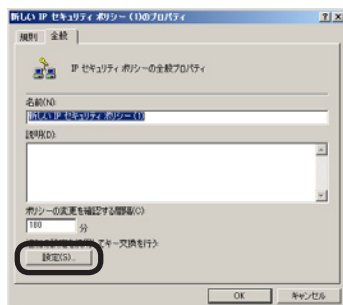 新しい IP セキュリティ ポリシー (1)のプロパティ
規則 全般
IP セキュリティ ポリシーの全般プロパティ
名前(N):
新しい IP セキュリティ ポリシー (1)
説明(D):
ポリシーの変更を確認する間隔(C):
180 分
キー交換を行う:
設定(S)...
OK キャンセル